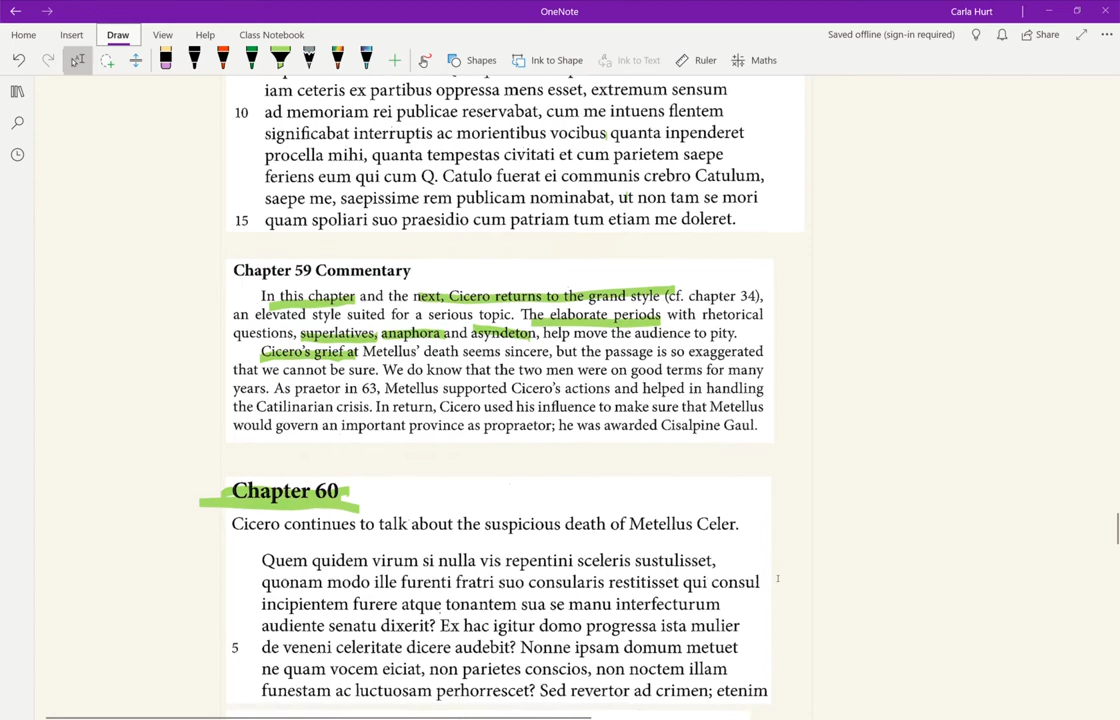 OneNote
Carla Hurt
Home Insert Draw View Help Class Notebook
Saved offline (sign-in required)
Share
Shapes Ink to Shape Ink to Text Ruler Maths
iam ceteris ex partibus oppressa mens esset, extremum sensum
10 ad memoriam rei publicae reservabat, cum me intuens flentem
significabat interruptis ac morientibus vocibus quanta inpenderet
procella mihi, quanta tempestas civitati et cum parietem saepe
feriens eum qui cum Q. Catulo fuerat ei communis crebro Catulum,
saepe me, saepissime rem publicam nominabat, ut non tam se mori
15 quam spoliari suo praesidio cum patriam tum etiam me doleret.
Chapter 59 Commentary
In this chapter and the next, Cicero returns to the grand style (cf. chapter 34),
an elevated style suited for a serious topic. The elaborate periods with rhetorical
questions, superlatives, anaphora and asyndeton, help move the audience to pity.
Cicero's grief at Metellus' death seems sincere, but the passage is so exaggerated
that we cannot be sure. We do know that the two men were on good terms for many
years. As praetor in 63, Metellus supported Cicero's actions and helped in handling
the Catilinarian crisis. In return, Cicero used his influence to make sure that Metellus
would govern an important province as propraetor; he was awarded Cisalpine Gaul.
Chapter 60
Cicero continues to talk about the suspicious death of Metellus Celer.
Quem quidem virum si nulla vis repentini sceleris sustulisset,
quonam modo ille furenti fratri suo consularis restitisset qui consul
incipientem furere atque tonantem sua se manu interfecturum
audiente senatu dixerit? Ex hac igitur domo progressa ista mulier
5 de veneni celeritate dicere audebit? Nonne ipsam domum metuet
ne quam vocem eiciat, non parietes conscios, non noctem illam
funestam ac luctuosam perhorrescet? Sed revertor ad crimen; etenim